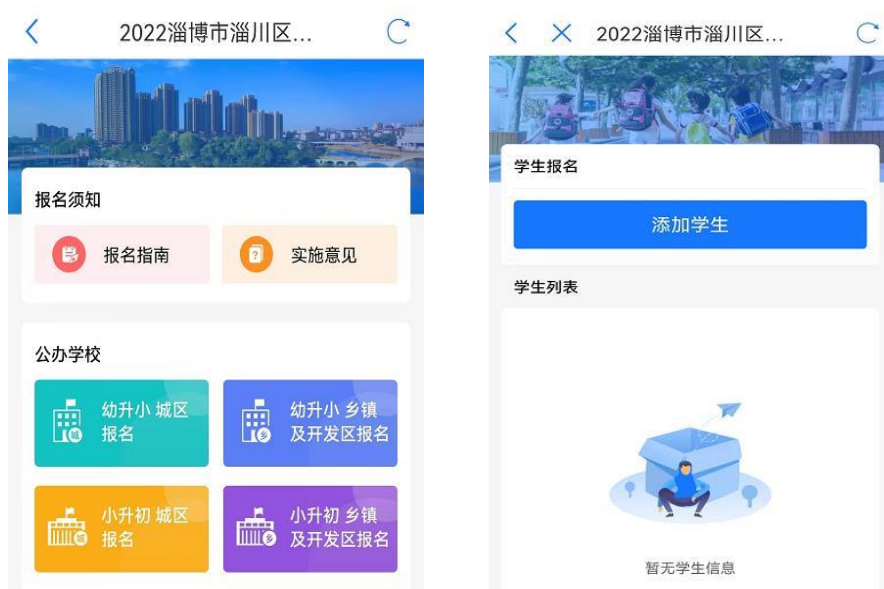 2022淄博市淄川区...
报名须知
报名指南
实施意见
公办学校
幼升小 城区
报名
城
幼升小 乡镇
及开发区报名
乡
小升初 城区
报名
城
小升初 乡镇
及开发区报名
乡
2022淄博市淄川区...
学生报名
添加学生
学生列表
暂无学生信息